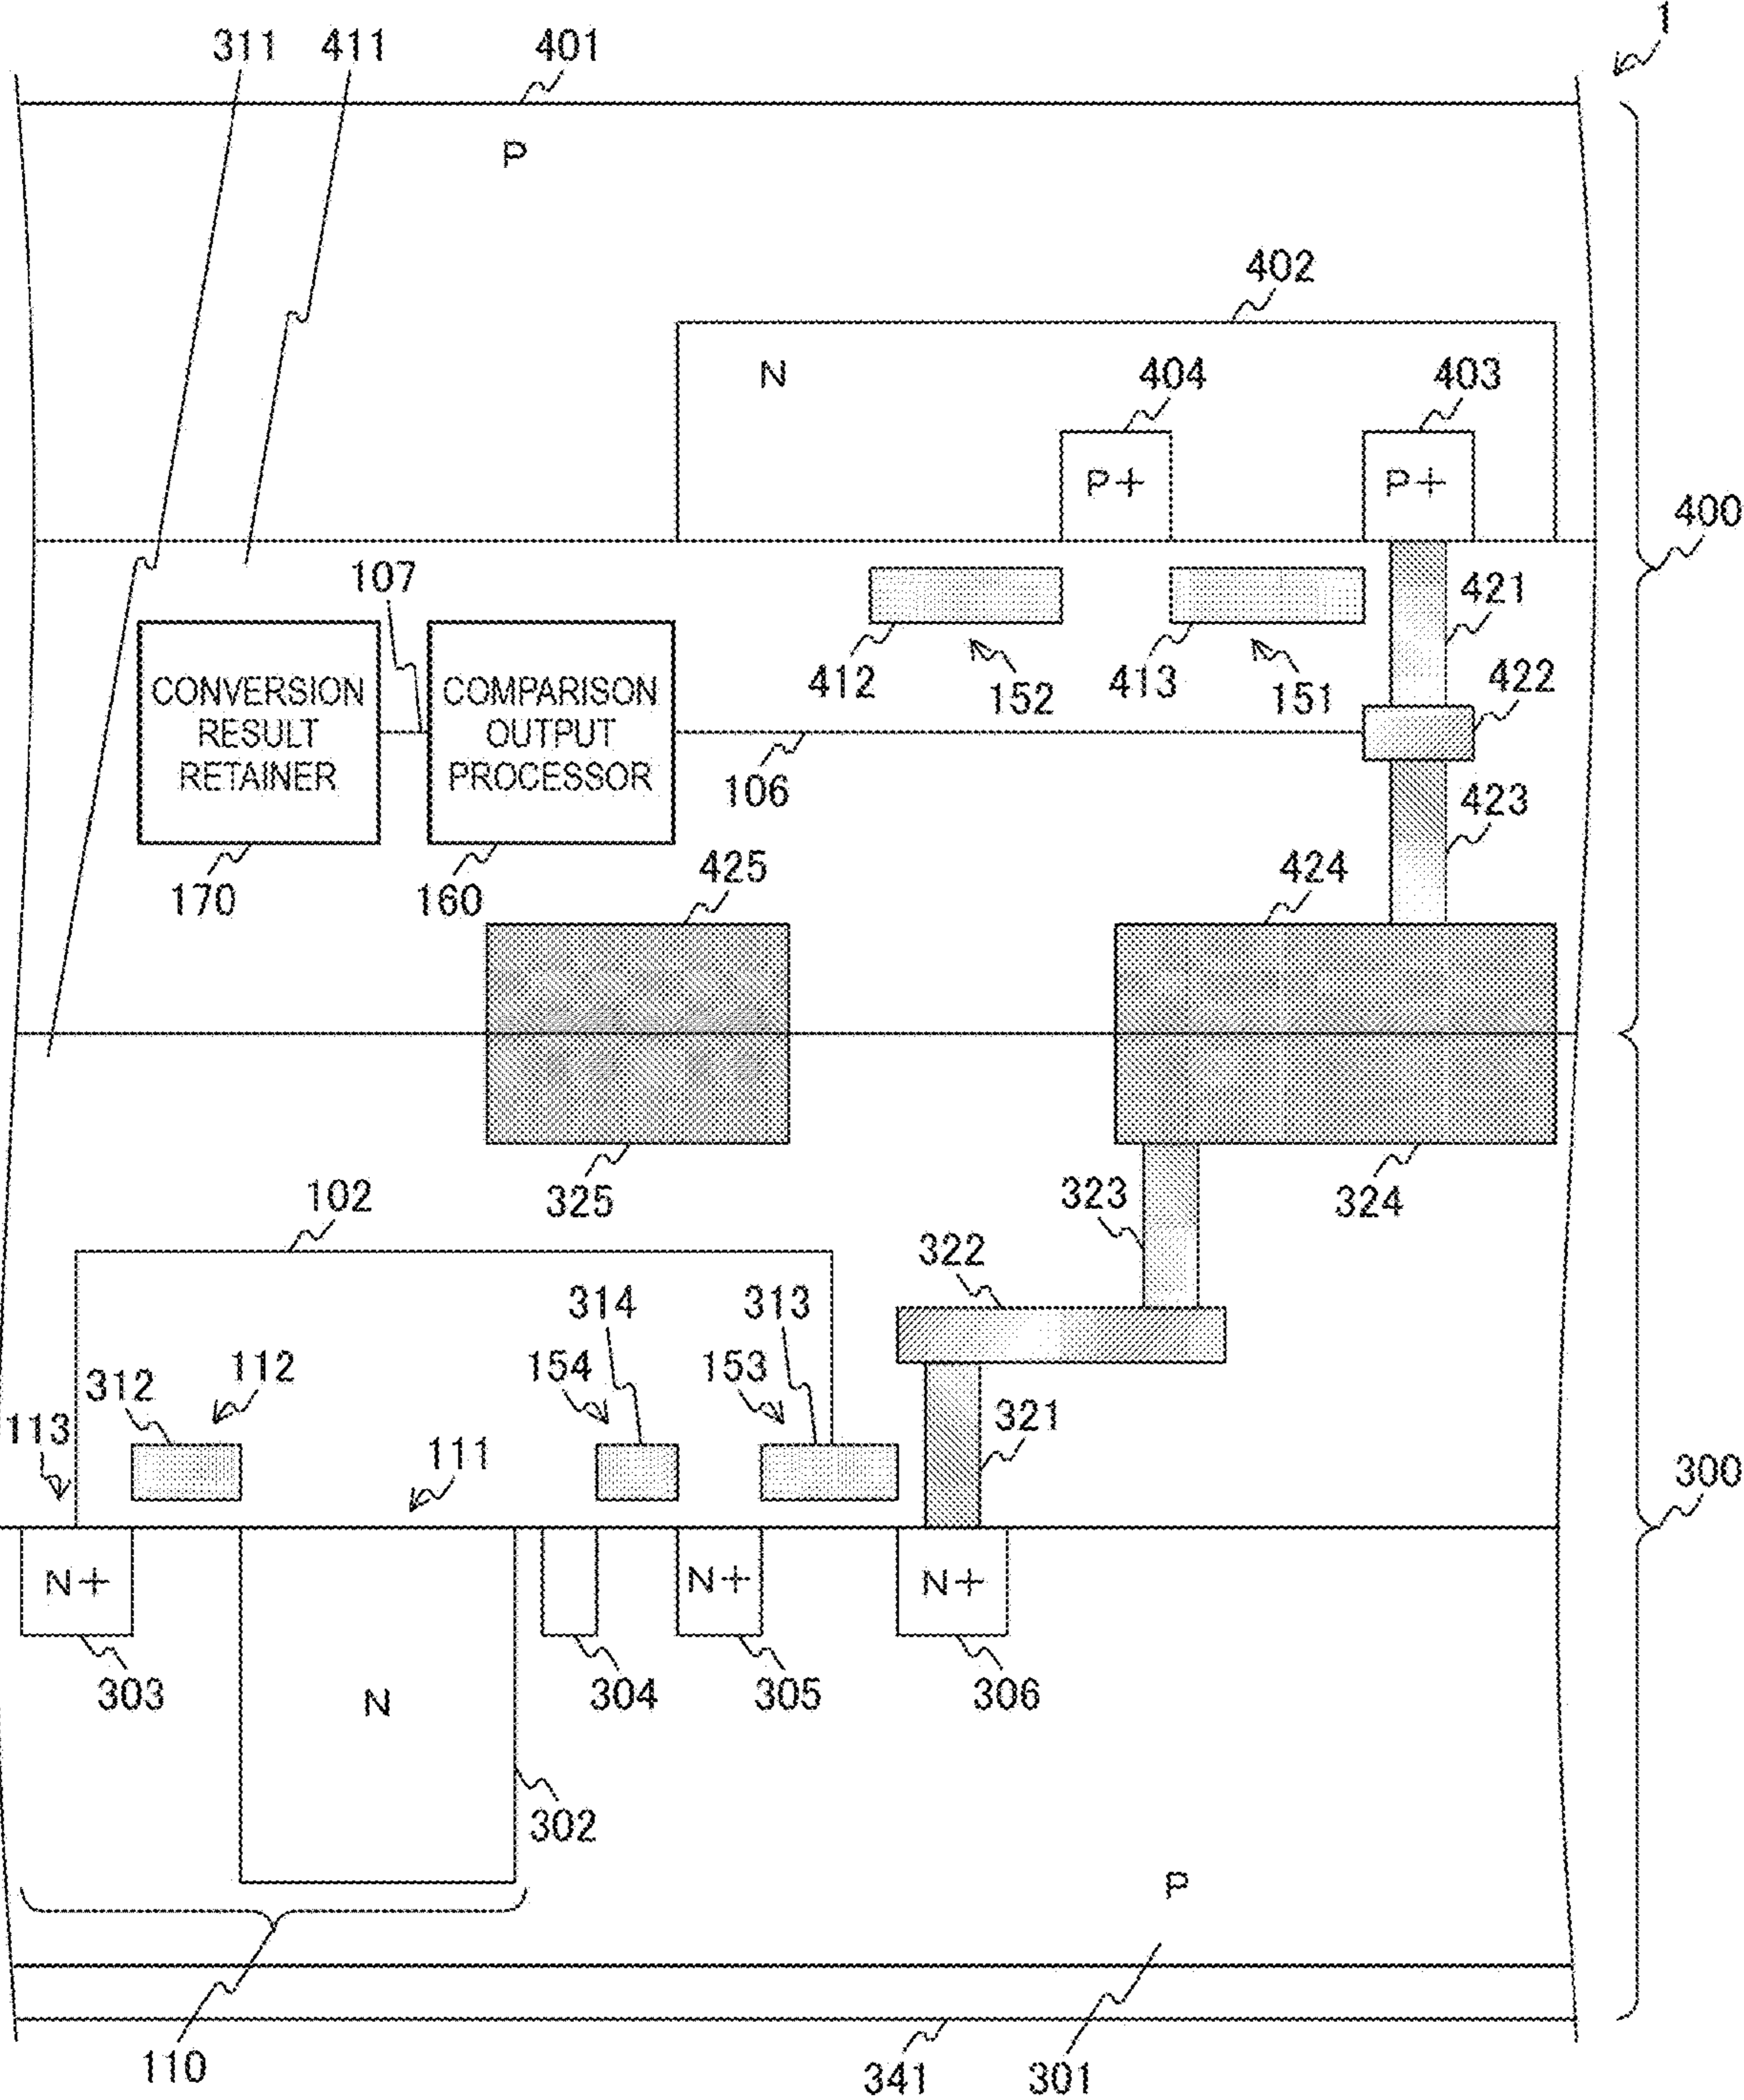 1
311
411
401
P
402
N
404
403
P+
P+
400
107
421
412
152
413
151
422
CONVERSION
RESULT
RETAINER
COMPARISON
OUTPUT
PROCESSOR
106
423
170
160
425
424
102
325
323
324
322
314
313
312
112
154
153
113
111
321
300
N+
N+
N+
303
N
304
305
306
302
P
110
341
301